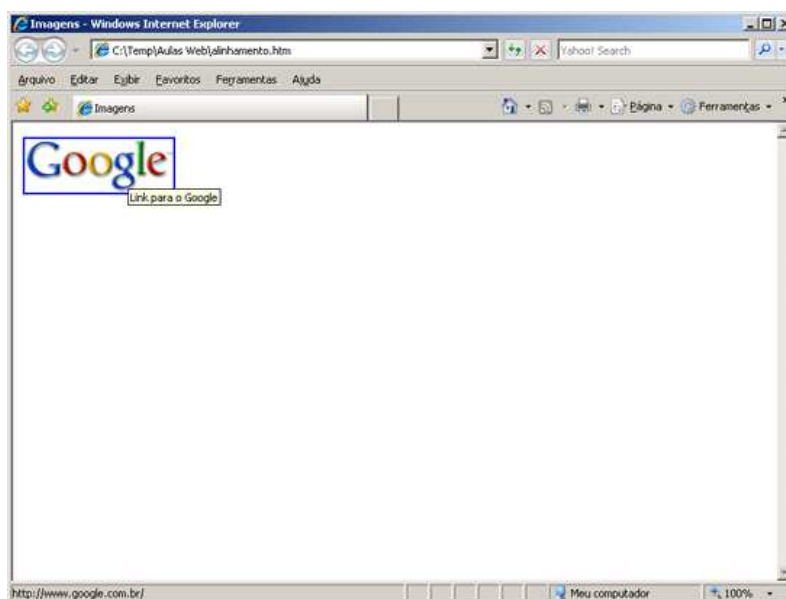 Imagens - Windows Internet Explorer
C:\Temp\Aulas Web\alinhamento.htm
Yahoo! Search
Arquivo Editar Exibir Favoritos Ferramentas Ajuda
Imagens
Página
Ferramentas
Google
Link para o Google
http://www.google.com.br/
Meu computador
100%